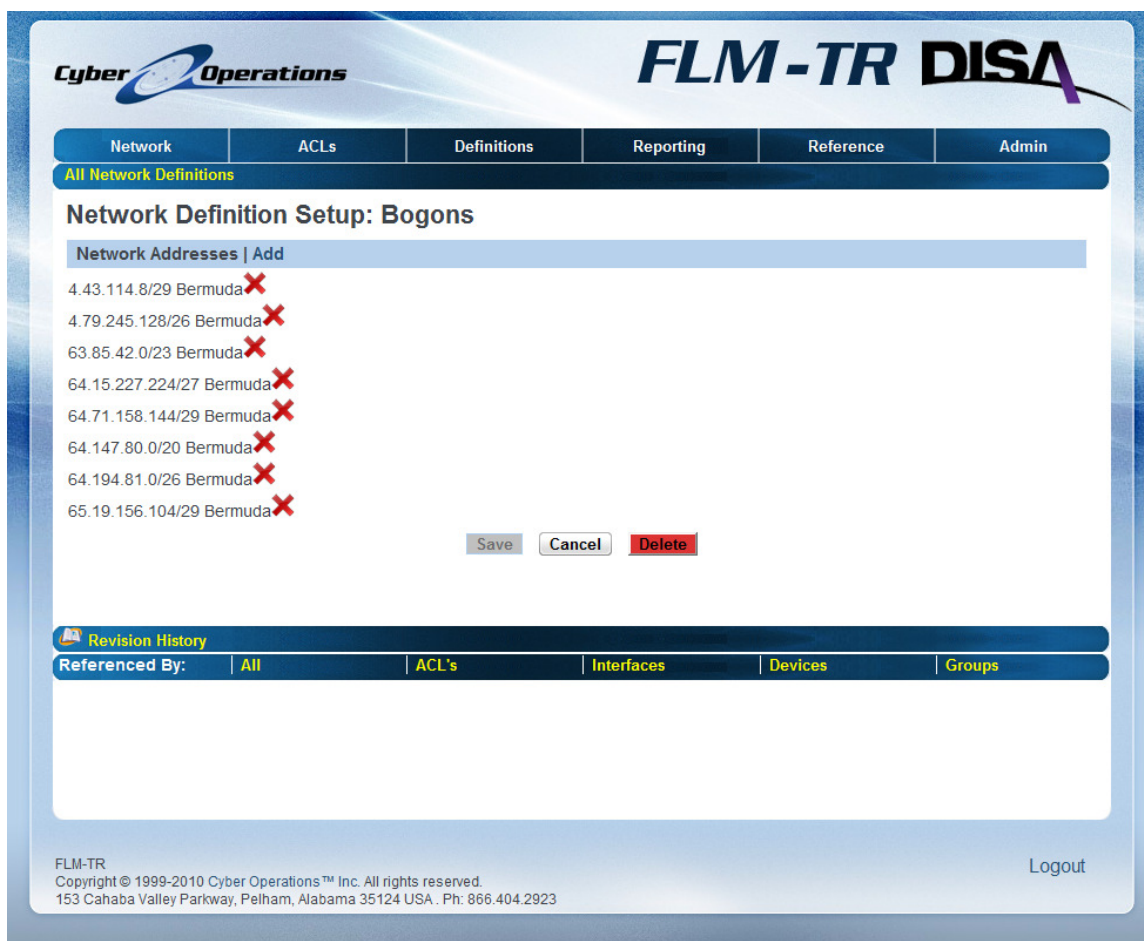 Cyber Operations
FLM-TR DISA
Network ACLs Definitions Reporting Reference Admin
All Network Definitions
Network Definition Setup: Bogons
Network Addresses | Add
4.43.114.8/29 Bermuda
4.79.245.128/26 Bermuda
63.85.42.0/23 Bermuda
64.15.227.224/27 Bermuda
64.71.158.144/29 Bermuda
64.147.80.0/20 Bermuda
64.194.81.0/26 Bermuda
65.19.156.104/29 Bermuda
Save Cancel Delete
Revision History
Referenced By: | All | ACL's | Interfaces | Devices | Groups
FLM-TR
Logout
Copyright © 1999-2010 Cyber Operations™ Inc. All rights reserved.
153 Cahaba Valley Parkway, Pelham, Alabama 35124 USA . Ph: 866.404.2923